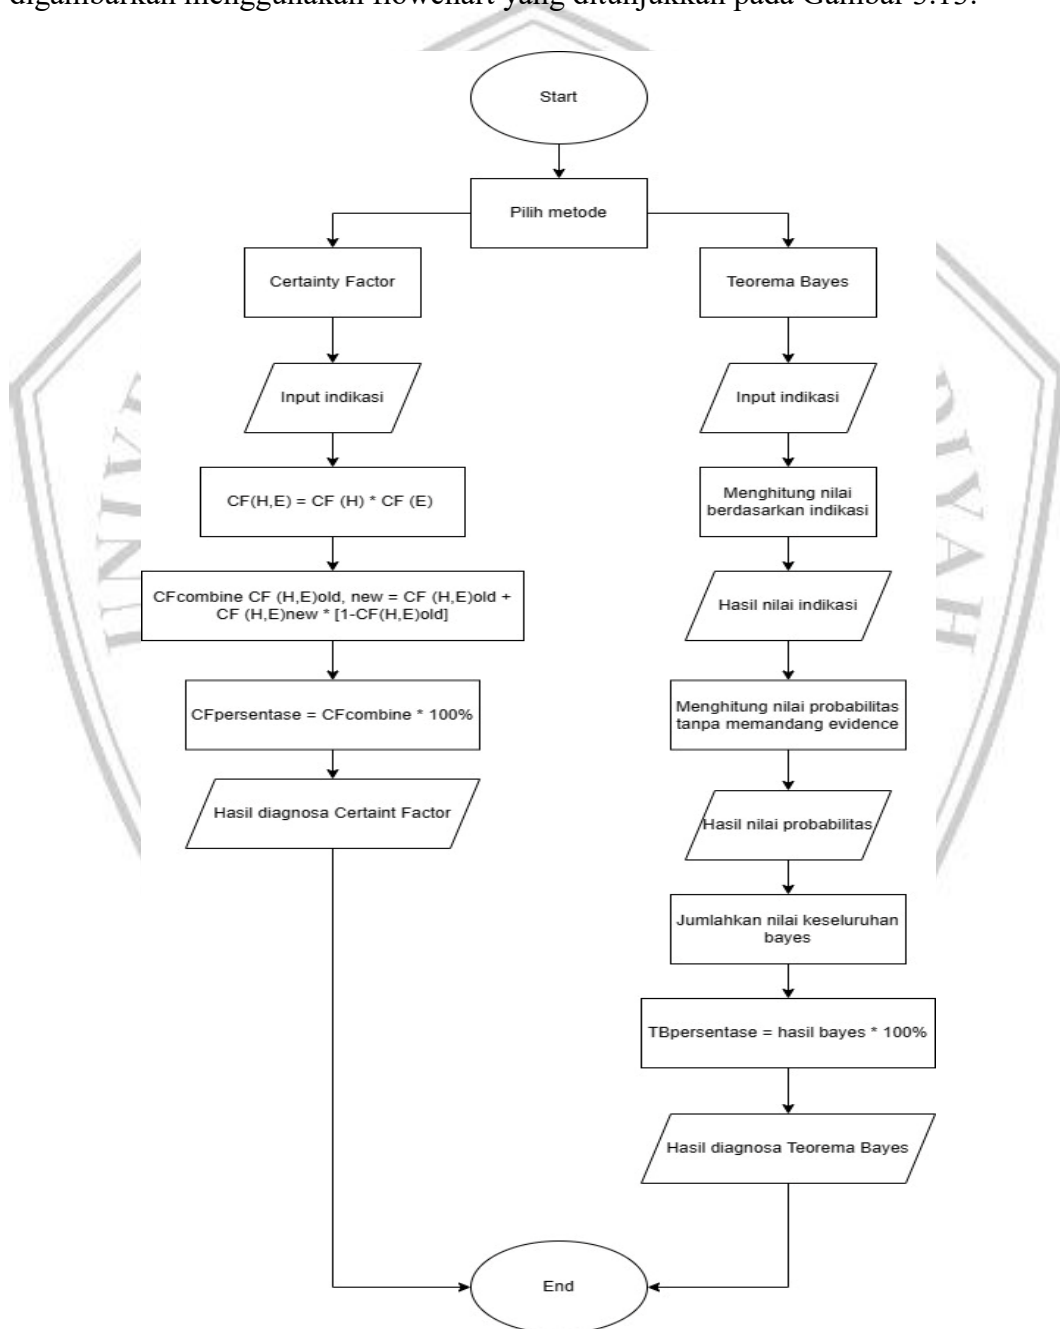 digambarkan menggunakan flowchart yang ditunjukkan pada Gambar 3.13.
Start
Pilih metode
Certainty Factor
Input indikasi
CF(H,E) = CF (H) * CF (E)
CFcombine CF (H,E)old, new = CF (H,E)old +
CF (H,E)new * [1-CF(H,E)old]
CFpersentase = CFcombine * 100%
Hasil diagnosa Certaint Factor
Teorema Bayes
Input indikasi
Menghitung nilai
berdasarkan indikasi
Hasil nilai indikasi
Menghitung nilai probabilitas
tanpa memandang evidence
Hasil nilai probabilitas
Jumlahkan nilai keseluruhan
bayes
TBpersentase = hasil bayes * 100%
Hasil diagnosa Teorema Bayes
End